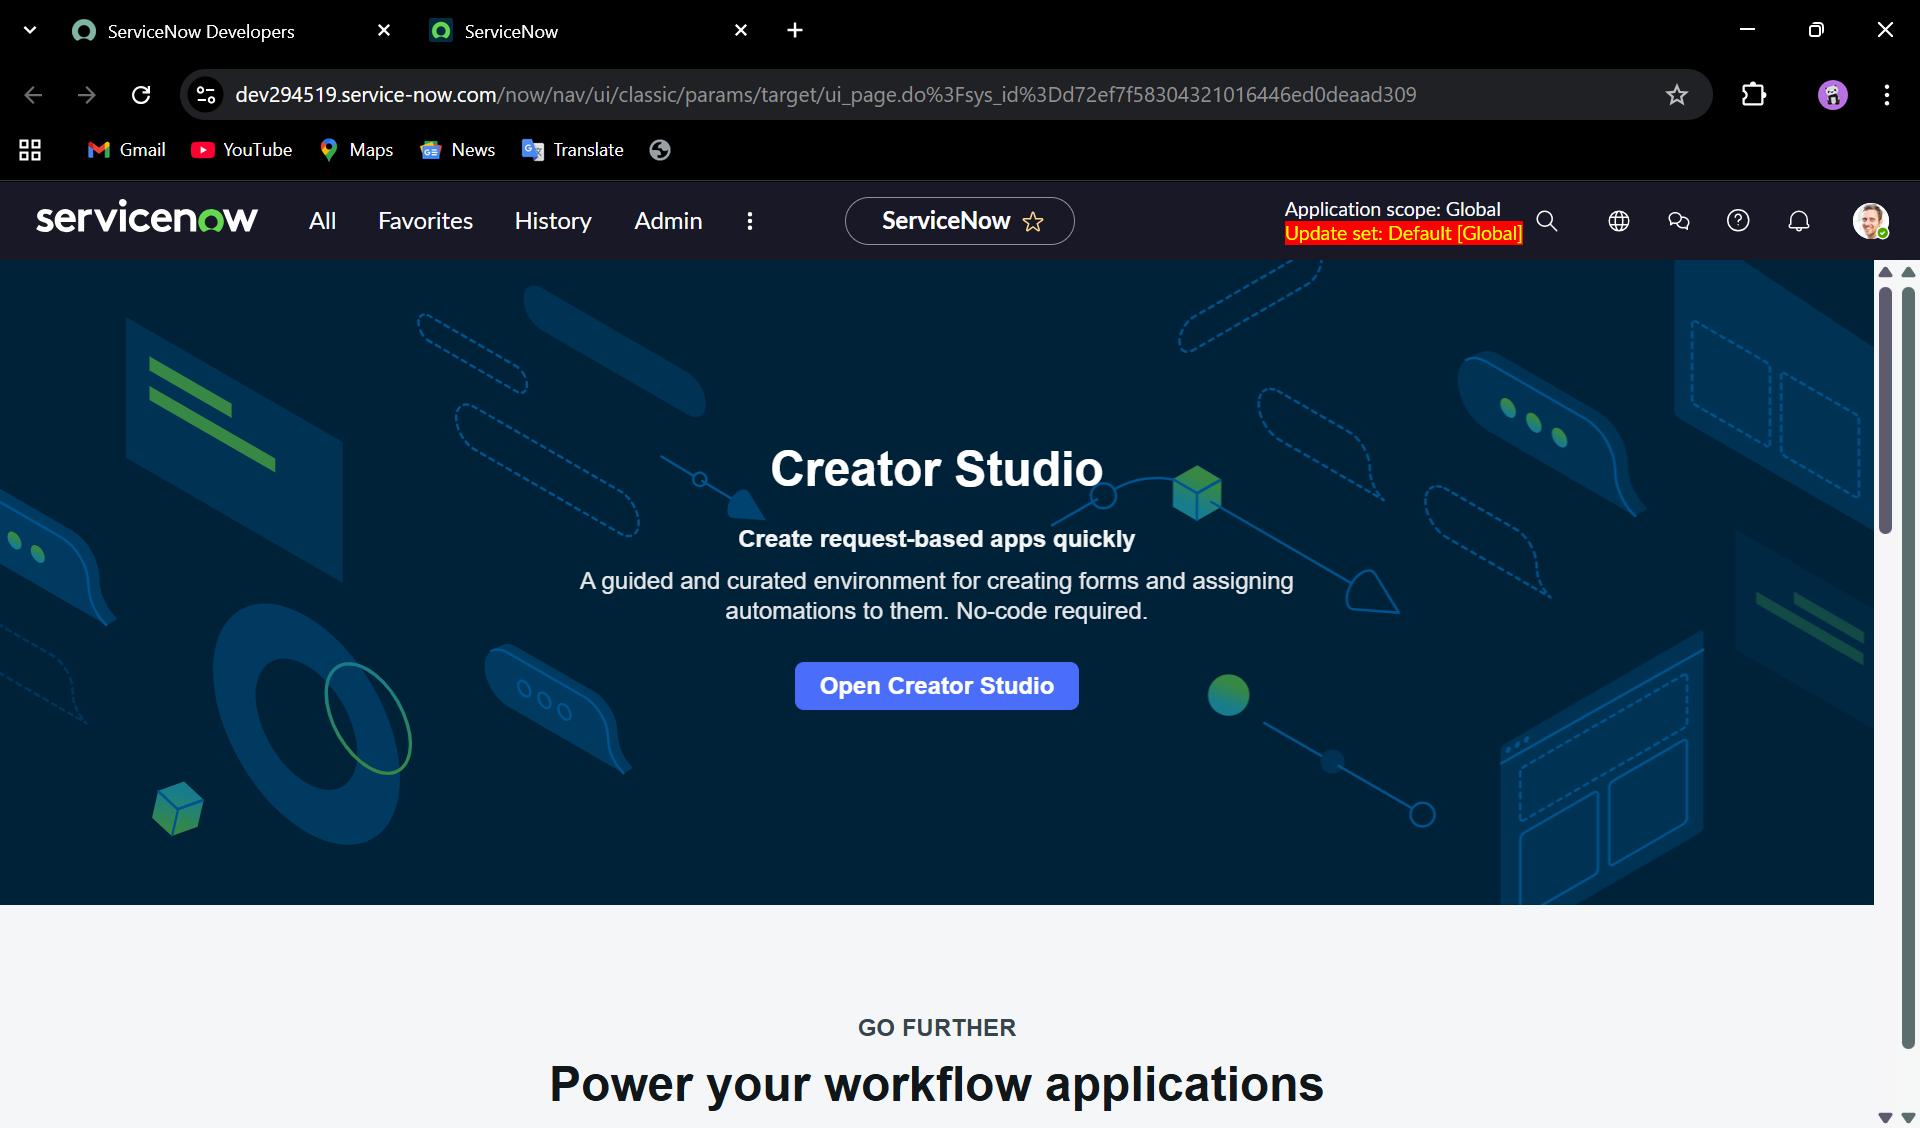 ServiceNow Developers
ServiceNow
dev294519.service-now.com/now/nav/ui/classic/params/target/ui_page.do%3Fsys_id%3Dd72ef7f58304321016446ed0deaad309
Gmail
YouTube
Maps
News
Translate
servicenow
All
Favorites
History
Admin
ServiceNow
Application scope: Global
Update set: Default [Global]
Creator Studio
Create request-based apps quickly
A guided and curated environment for creating forms and assigning
automations to them. No-code required.
Open Creator Studio
GO FURTHER
Power your workflow applications